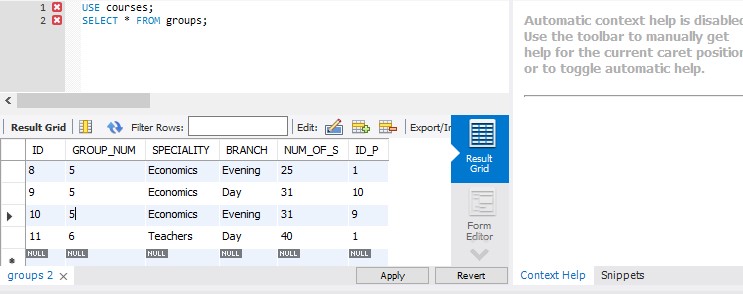 1 USE courses;
2 SELECT * FROM groups;
Automatic context help is disabled
Use the toolbar to manually get
help for the current caret position
or to toggle automatic help.
Result Grid Filter Rows: Edit: Export/Im
Result
Grid
Form
Editor
ID GROUP_NUM SPECIALITY BRANCH NUM_OF_S ID_P
8 5 Economics Evening 25 1
9 5 Economics Day 31 10
10 5 Economics Evening 31 9
11 6 Teachers Day 40 1
NULL NULL NULL NULL NULL NULL
groups 2 Apply Revert Context Help Snippets